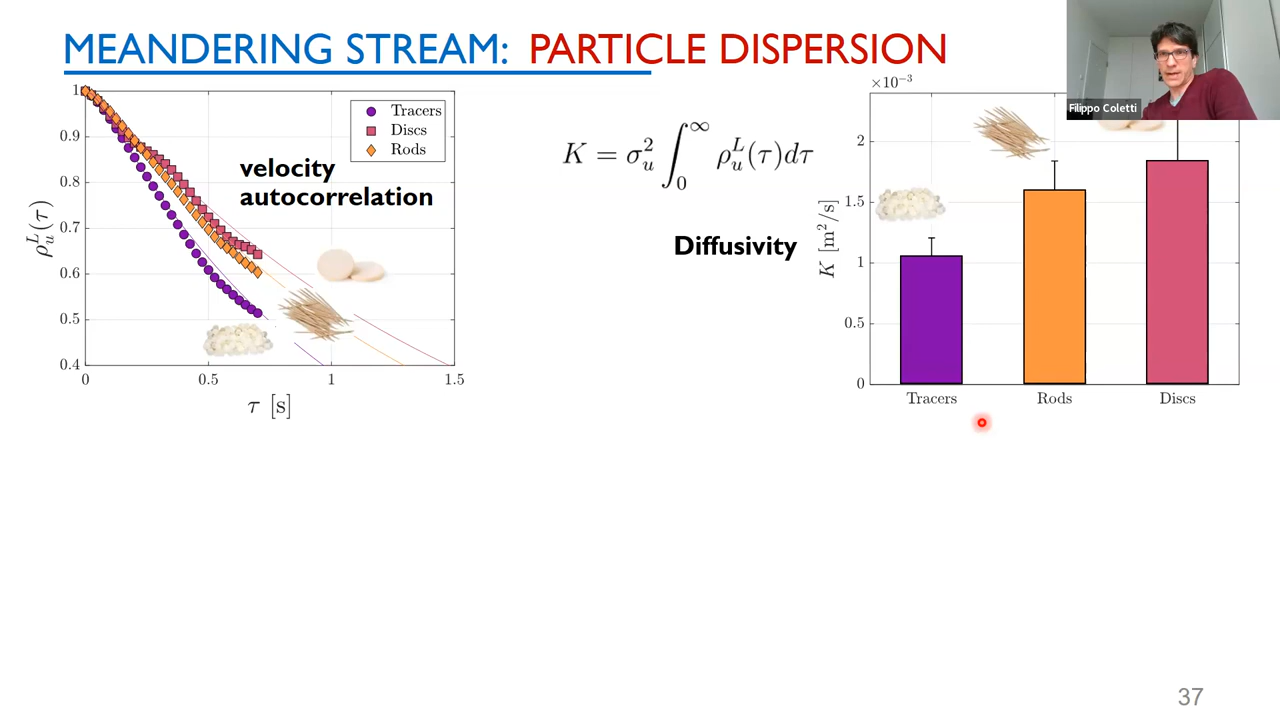 MEANDERING STREAM: PARTICLE DISPERSION
Filippo Coletti
1
0.9
0.8
0.7
0.6
0.5
0.4
0
0.5
1
1.5
ρ_u^L(τ)
τ [s]
Tracers
Discs
Rods
velocity
autocorrelation
K = σ_u^2 ∫_0^∞ ρ_u^L(τ)dτ
Diffusivity
×10⁻³
2
1.5
1
0.5
0
K [m²/s]
Tracers
Rods
Discs
37